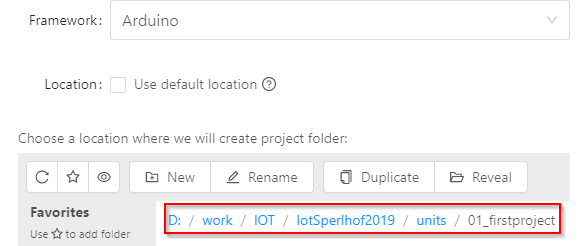 Framework: Arduino
Location: Use default location
Choose a location where we will create project folder:
New Rename Duplicate Reveal
Favorites D: / work / IOT / IotSperlhof2019 / units / 01_firstproject
Use ☆ to add folder